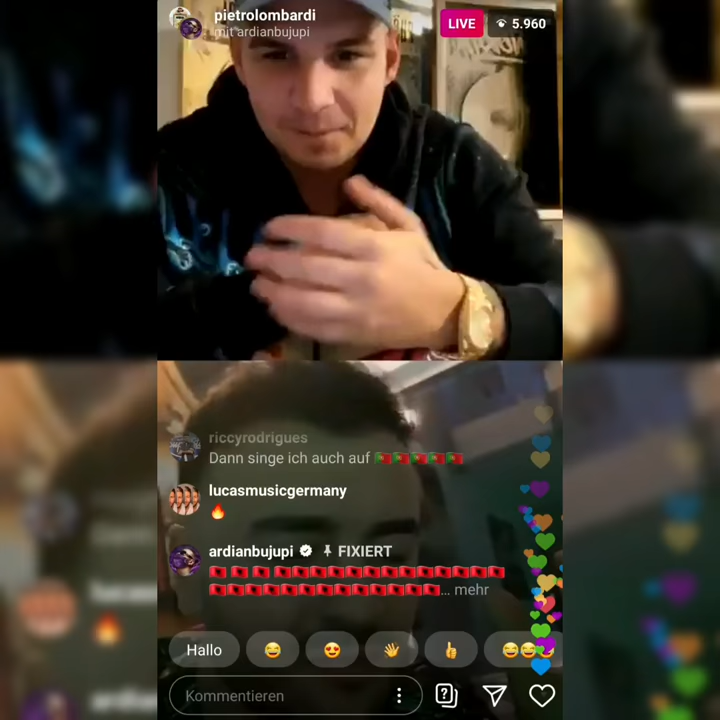 pietrolombardi
mit ardianbujupi
LIVE
5.960
riccyrodrigues
Dann singe ich auch auf 🇵🇹🇵🇹🇵🇹🇵🇹🇵🇹
lucasmusicgermany
🔥
ardianbujupi FIXIERT
🇦🇱 🇦🇱 🇦🇱 🇦🇱🇦🇱🇦🇱🇦🇱🇦🇱🇦🇱🇦🇱🇦🇱🇦🇱🇦🇱🇦🇱🇦🇱🇦🇱
🇦🇱🇦🇱🇦🇱🇦🇱🇦🇱🇦🇱🇦🇱🇦🇱🇦🇱🇦🇱🇦🇱🇦🇱🇦🇱... mehr
Hallo 😂 😍 👋 👍 😂😂
Kommentieren